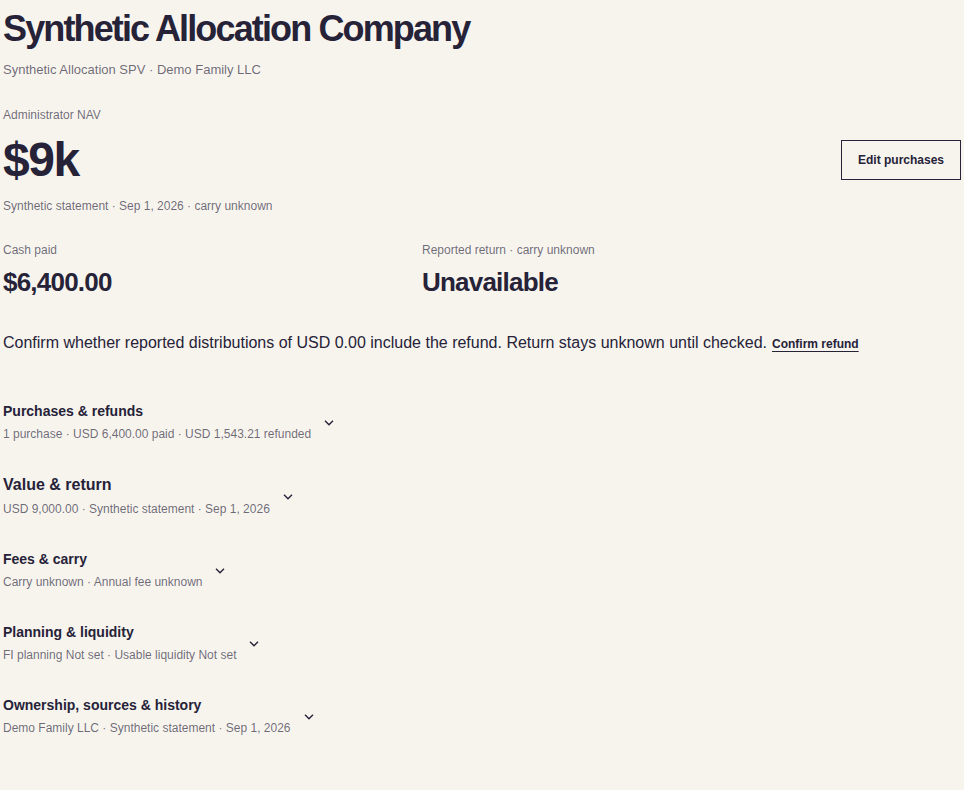 Synthetic Allocation Company
Synthetic Allocation SPV · Demo Family LLC
Administrator NAV
$9k
Edit purchases
Synthetic statement · Sep 1, 2026 · carry unknown
Cash paid
$6,400.00
Reported return · carry unknown
Unavailable
Confirm whether reported distributions of USD 0.00 include the refund. Return stays unknown until checked. Confirm refund
Purchases & refunds
1 purchase · USD 6,400.00 paid · USD 1,543.21 refunded
Value & return
USD 9,000.00 · Synthetic statement · Sep 1, 2026
Fees & carry
Carry unknown · Annual fee unknown
Planning & liquidity
FI planning Not set · Usable liquidity Not set
Ownership, sources & history
Demo Family LLC · Synthetic statement · Sep 1, 2026